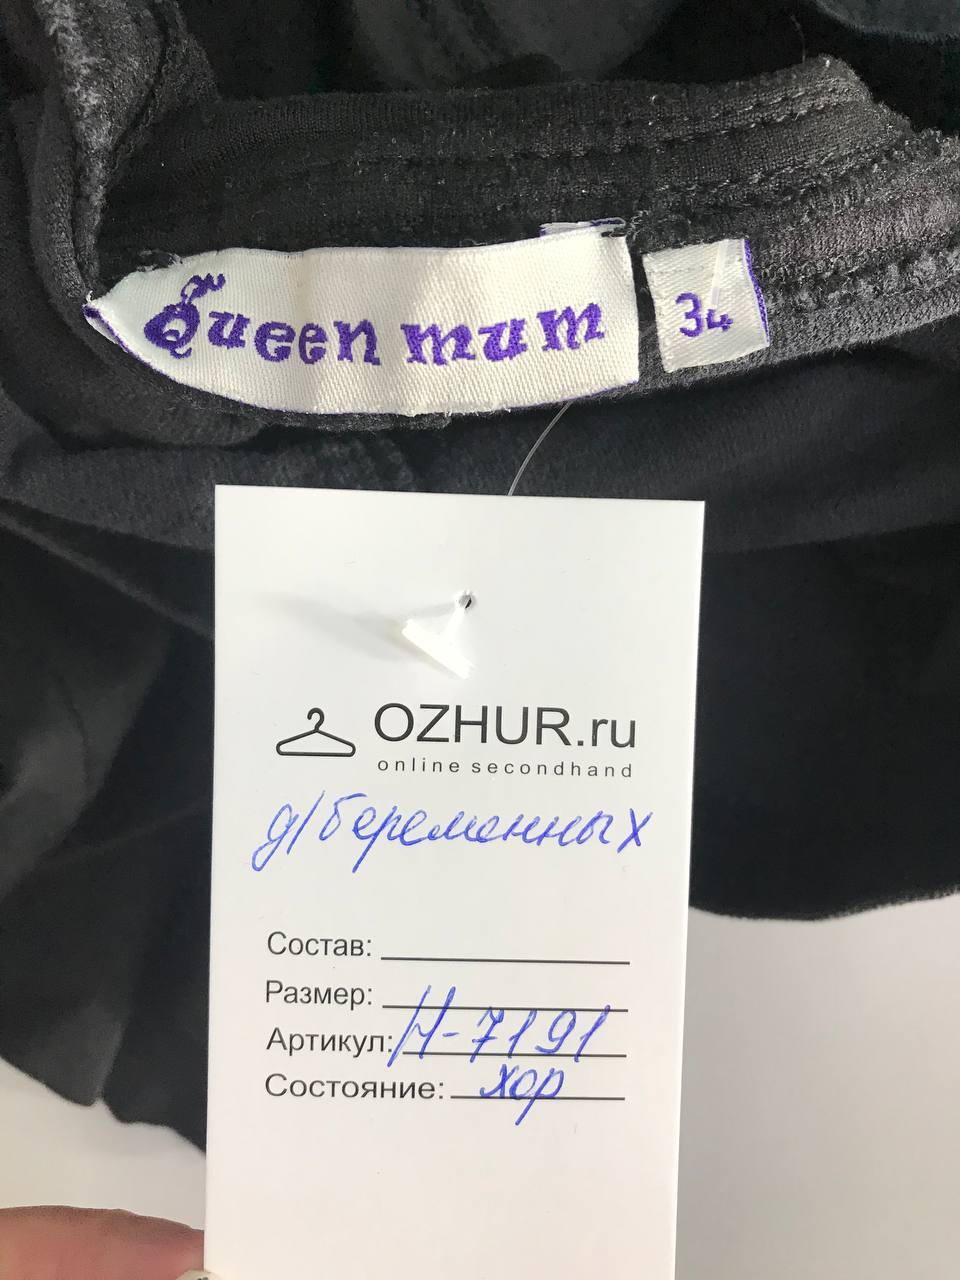 Queen mum
34
OZHUR.ru
online secondhand
д/беременных
Состав:
Размер:
Артикул: Н-7191
Состояние: хор